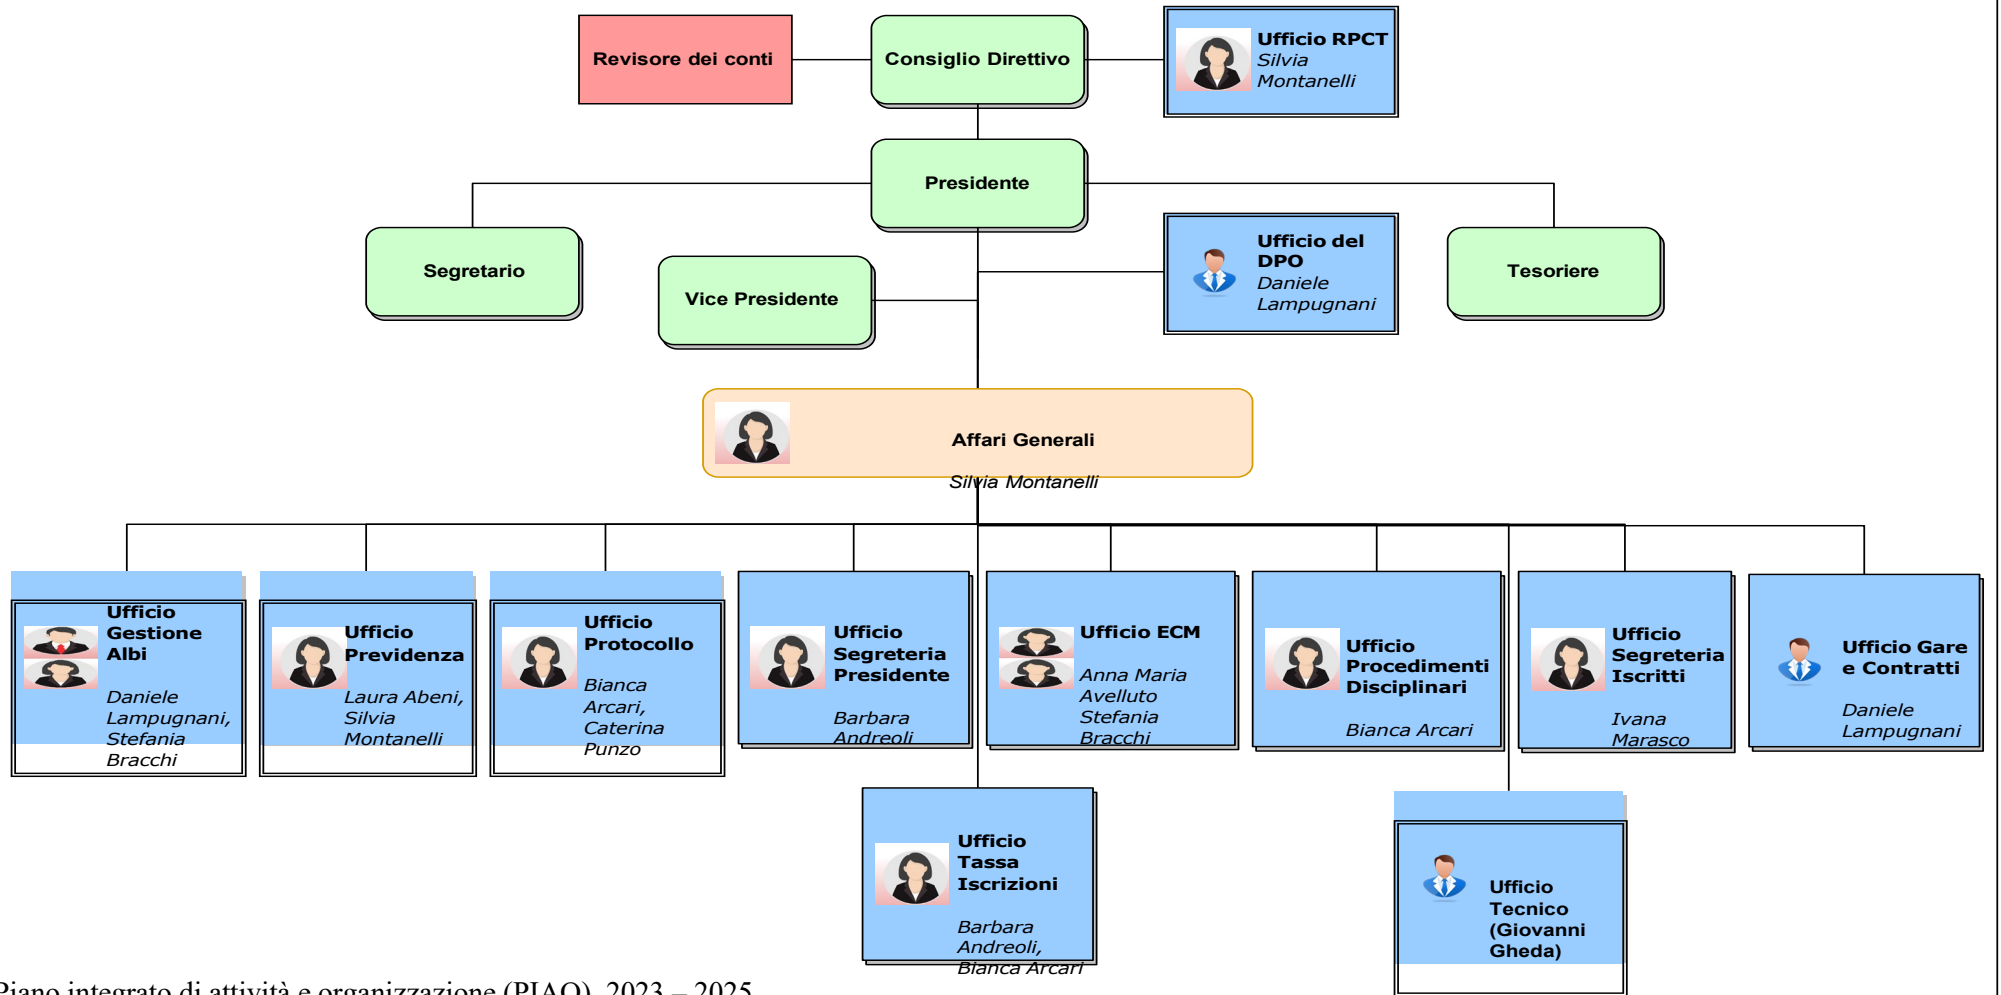 Revisore dei conti
Consiglio Direttivo
Ufficio RPCT
Silvia
Montanelli
Presidente
Segretario
Vice Presidente
Ufficio del
DPO
Daniele
Lampugnani
Tesoriere
Affari Generali
Silvia Montanelli
Ufficio
Gestione
Albi
Daniele
Lampugnani,
Stefania
Bracchi
Ufficio
Previdenza
Laura Abeni,
Silvia
Montanelli
Ufficio
Protocollo
Bianca
Arcari,
Caterina
Punzo
Ufficio
Segreteria
Presidente
Barbara
Andreoli
Ufficio ECM
Anna Maria
Avelluto
Stefania
Bracchi
Ufficio
Procedimenti
Disciplinari
Bianca Arcari
Ufficio
Segreteria
Iscritti
Ivana
Marasco
Ufficio Gare
e Contratti
Daniele
Lampugnani
Ufficio
Tassa
Iscrizioni
Barbara
Andreoli,
Bianca Arcari
Ufficio
Tecnico
(Giovanni
Gheda)
Piano integrato di attività e organizzazione (PIAO) 2023 – 2025